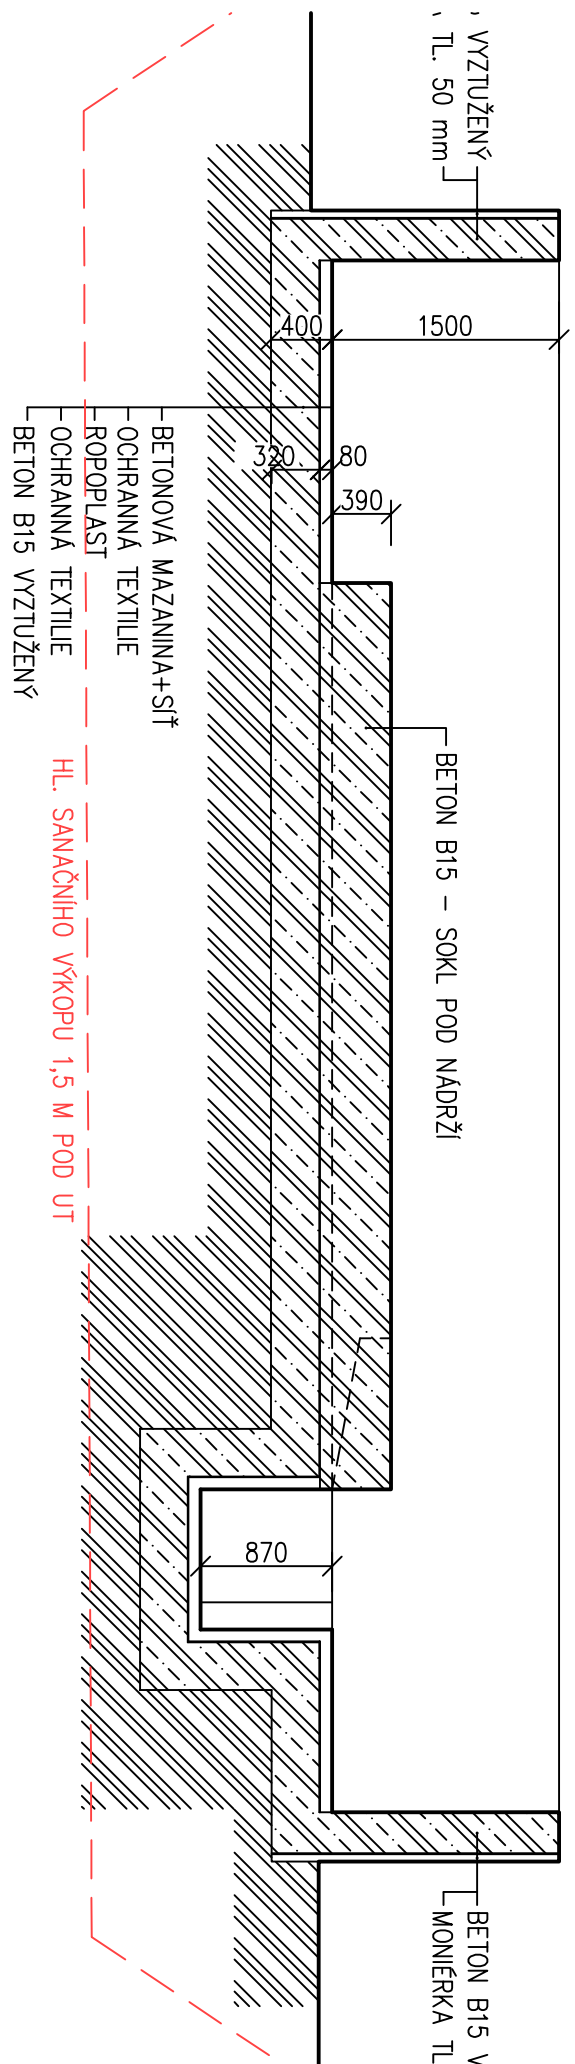 VYZTUŽENÝ
TL. 50 mm
400
1500
320
80
390
BETONOVÁ MAZANINA+SÍŤ
OCHRANNÁ TEXTILIE
ROPOPLAST
OCHRANNÁ TEXTILIE
BETON B15 VYZTUŽENÝ
BETON B15 – SOKL POD NÁDRŽÍ
HL. SANAČNÍHO VÝKOPU 1,5 M POD UT
870
BETON B15 V
MONIÉRKA TL